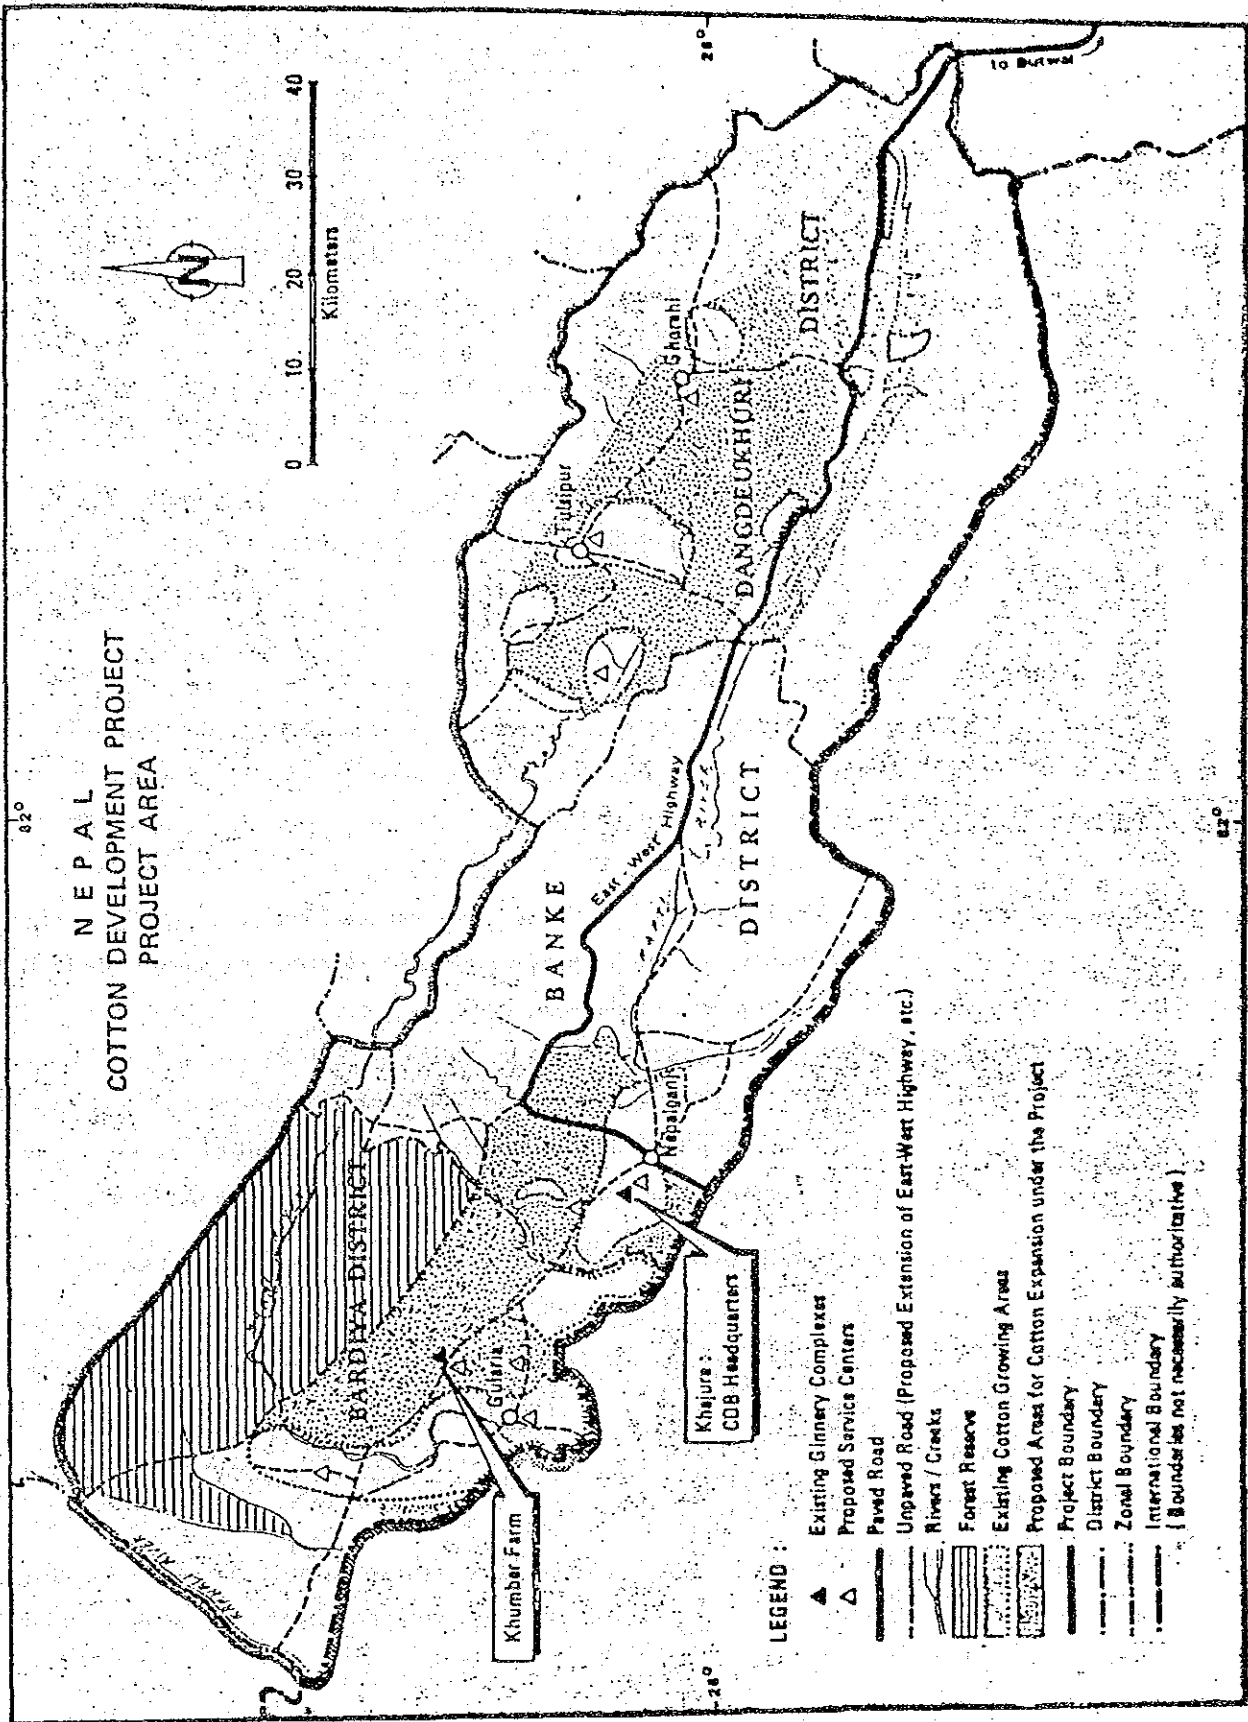 N E P A L
COTTON DEVELOPMENT PROJECT
PROJECT AREA
82°
28°
0 10 20 30 40
Kilometers
N
to Butwal
KARNALI RIVER
BARDIYA DISTRICT
Gularia
Khumber Farm
BANKE
DISTRICT
East - West Highway
RAPTI RIVER
Nepalganj
Khajura :
CDB Headquarters
Tulsipur
Gharahi
DANGDEUKHURI
DISTRICT
28°
82°
LEGEND :
Existing Ginnery Complexes
Proposed Service Centers
Paved Road
Unpaved Road (Proposed Extension of East-West Highway, etc.)
Rivers / Creeks
Forest Reserve
Existing Cotton Growing Areas
Proposed Areas for Cotton Expansion under the Project
Project Boundary
District Boundary
Zonal Boundary
International Boundary
( Boundaries not necessarily authoritative )